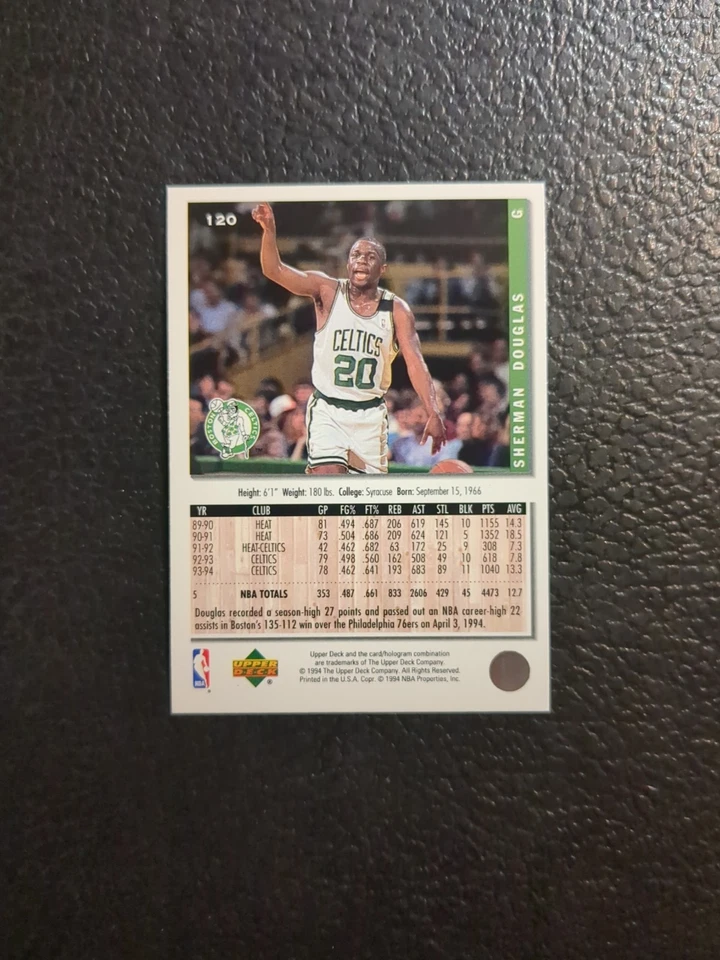 120
G
SHERMAN DOUGLAS
CELTICS
20
BOSTON CELTICS
Height: 6'1" Weight: 180 lbs. College: Syracuse Born: September 15, 1966
YR CLUB GP FG% FT% REB AST STL BLK PTS AVG
89-90 HEAT 81 .494 .687 206 619 145 10 1155 14.3
90-91 HEAT 73 .504 .686 209 624 121 5 1352 18.5
91-92 HEAT-CELTICS 42 .462 .682 63 172 25 9 308 7.3
92-93 CELTICS 79 .498 .560 162 508 49 10 618 7.8
93-94 CELTICS 78 .462 .641 193 683 89 11 1040 13.3
5 NBA TOTALS 353 .487 .661 833 2606 429 45 4473 12.7
Douglas recorded a season-high 27 points and passed out an NBA career-high 22
assists in Boston's 135-112 win over the Philadelphia 76ers on April 3, 1994.
NBA
UPPER
DECK
®
Upper Deck and the card/hologram combination
are trademarks of The Upper Deck Company.
© 1994 The Upper Deck Company. All Rights Reserved.
Printed in the U.S.A. Copr. © 1994 NBA Properties, Inc.